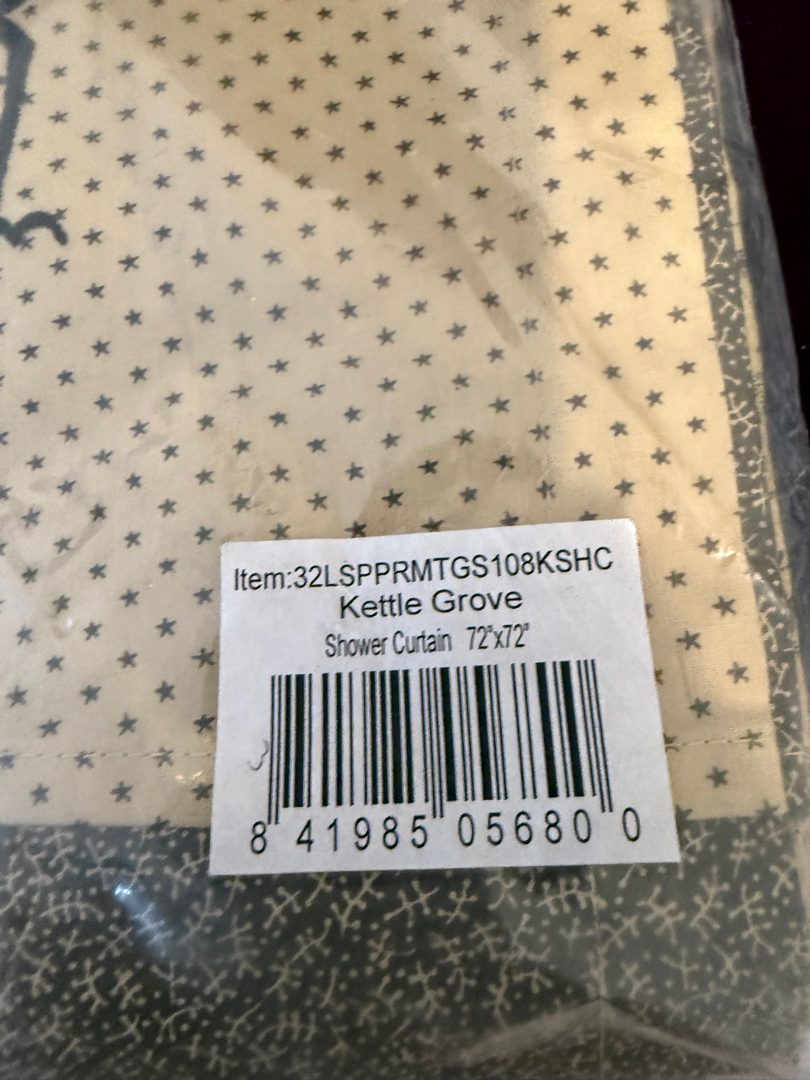 Item:32LSPPRMTGS108KSHC
Kettle Grove
Shower Curtain 72"x72"
8 41985 05680 0